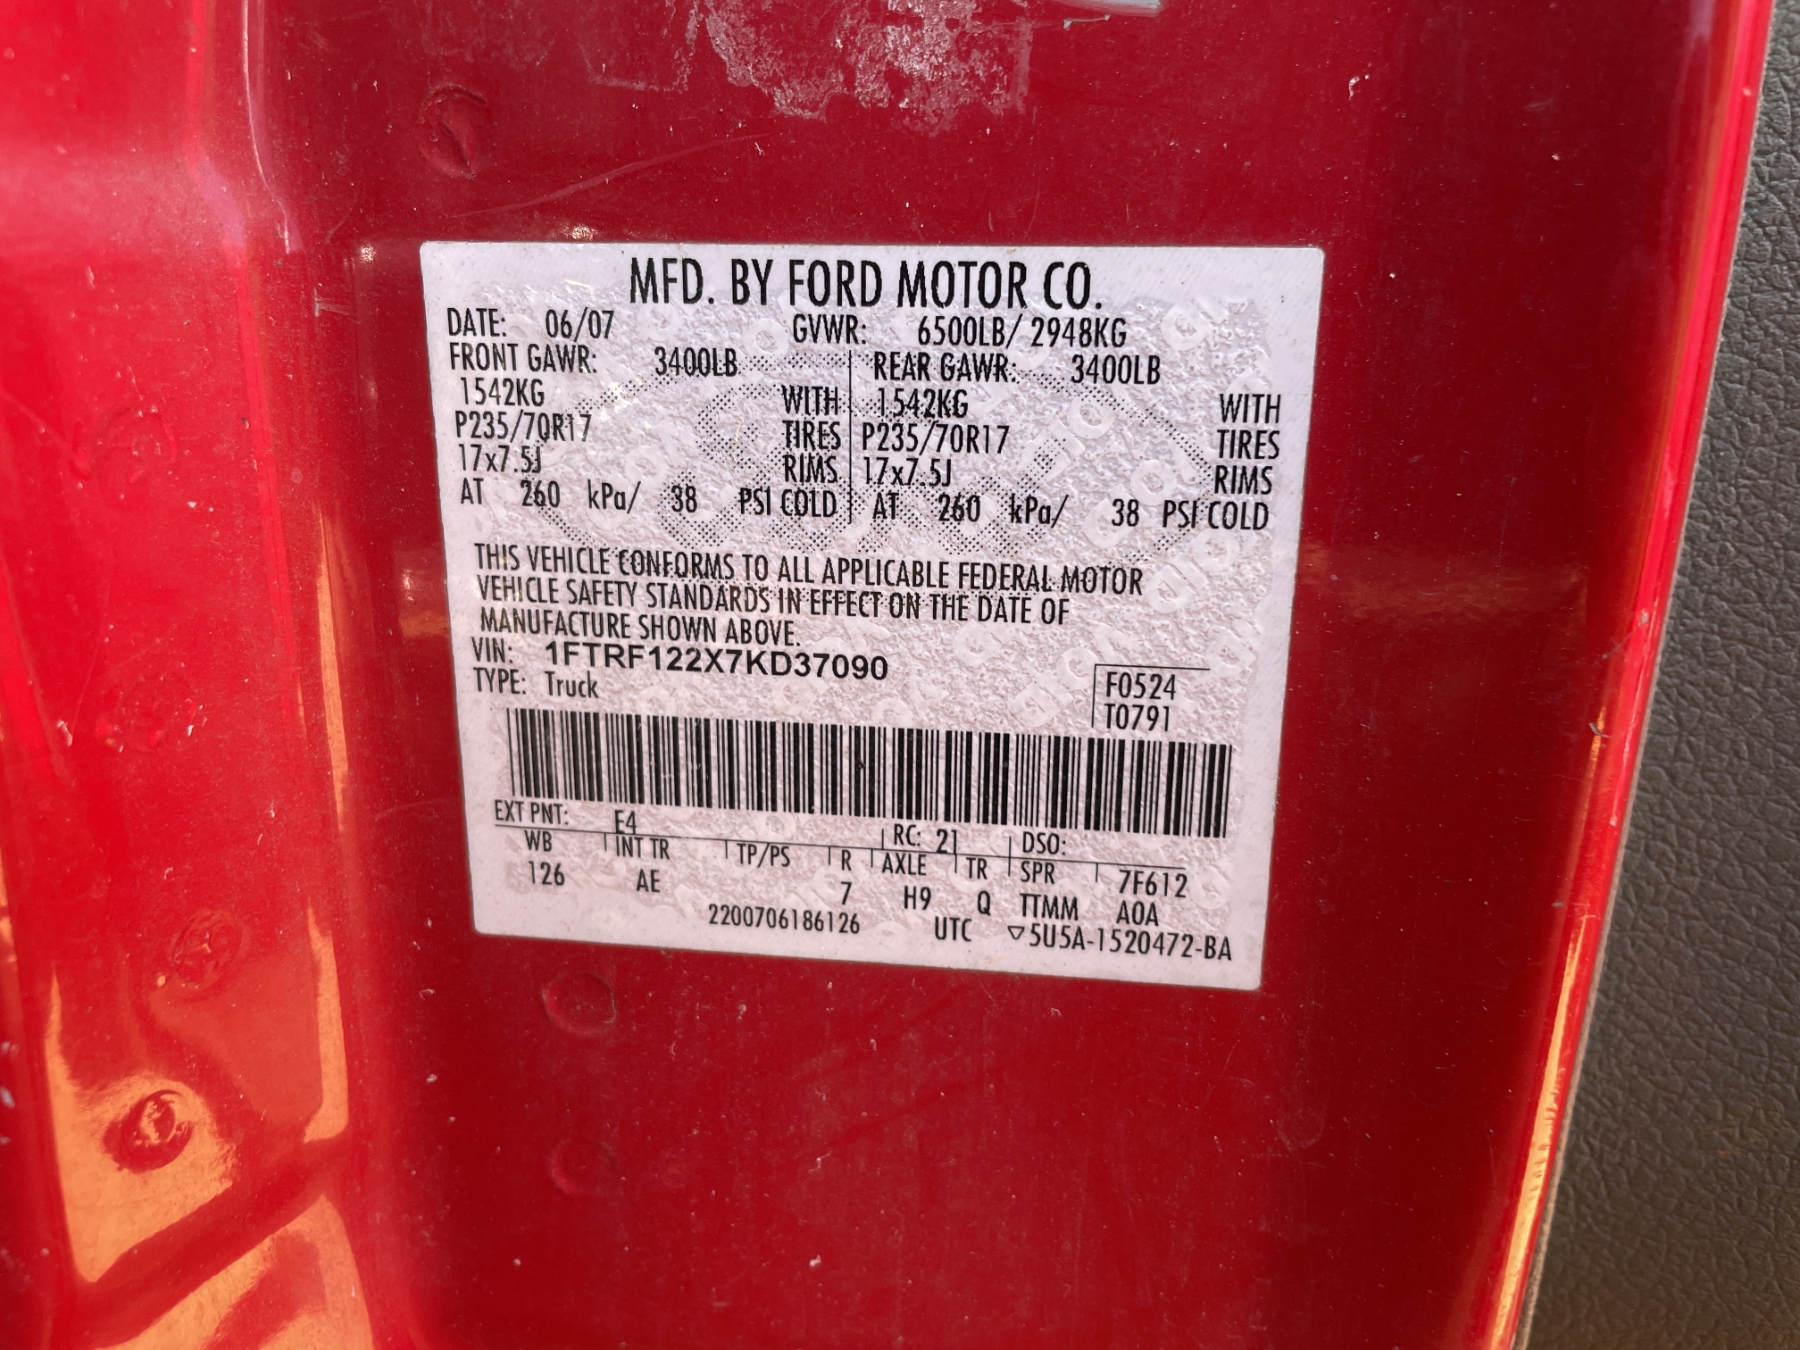 MFD. BY FORD MOTOR CO.
DATE: 06/07 GVWR: 6500LB/ 2948KG
FRONT GAWR: 3400LB REAR GAWR: 3400LB
1542KG WITH 1542KG WITH
P235/70R17 TIRES P235/70R17 TIRES
17x7.5J RIMS 17x7.5J RIMS
AT 260 kPa/ 38 PSI COLD AT 260 kPa/ 38 PSI COLD
THIS VEHICLE CONFORMS TO ALL APPLICABLE FEDERAL MOTOR
VEHICLE SAFETY STANDARDS IN EFFECT ON THE DATE OF
MANUFACTURE SHOWN ABOVE.
VIN: 1FTRF122X7KD37090
TYPE: Truck
F0524
T0791
EXT PNT: E4 RC: 21 DSO:
WB INT TR TP/PS R AXLE TR SPR 7F612
126 AE 7 H9 Q TTMM A0A
2200706186126 UTC ▽5U5A-1520472-BA